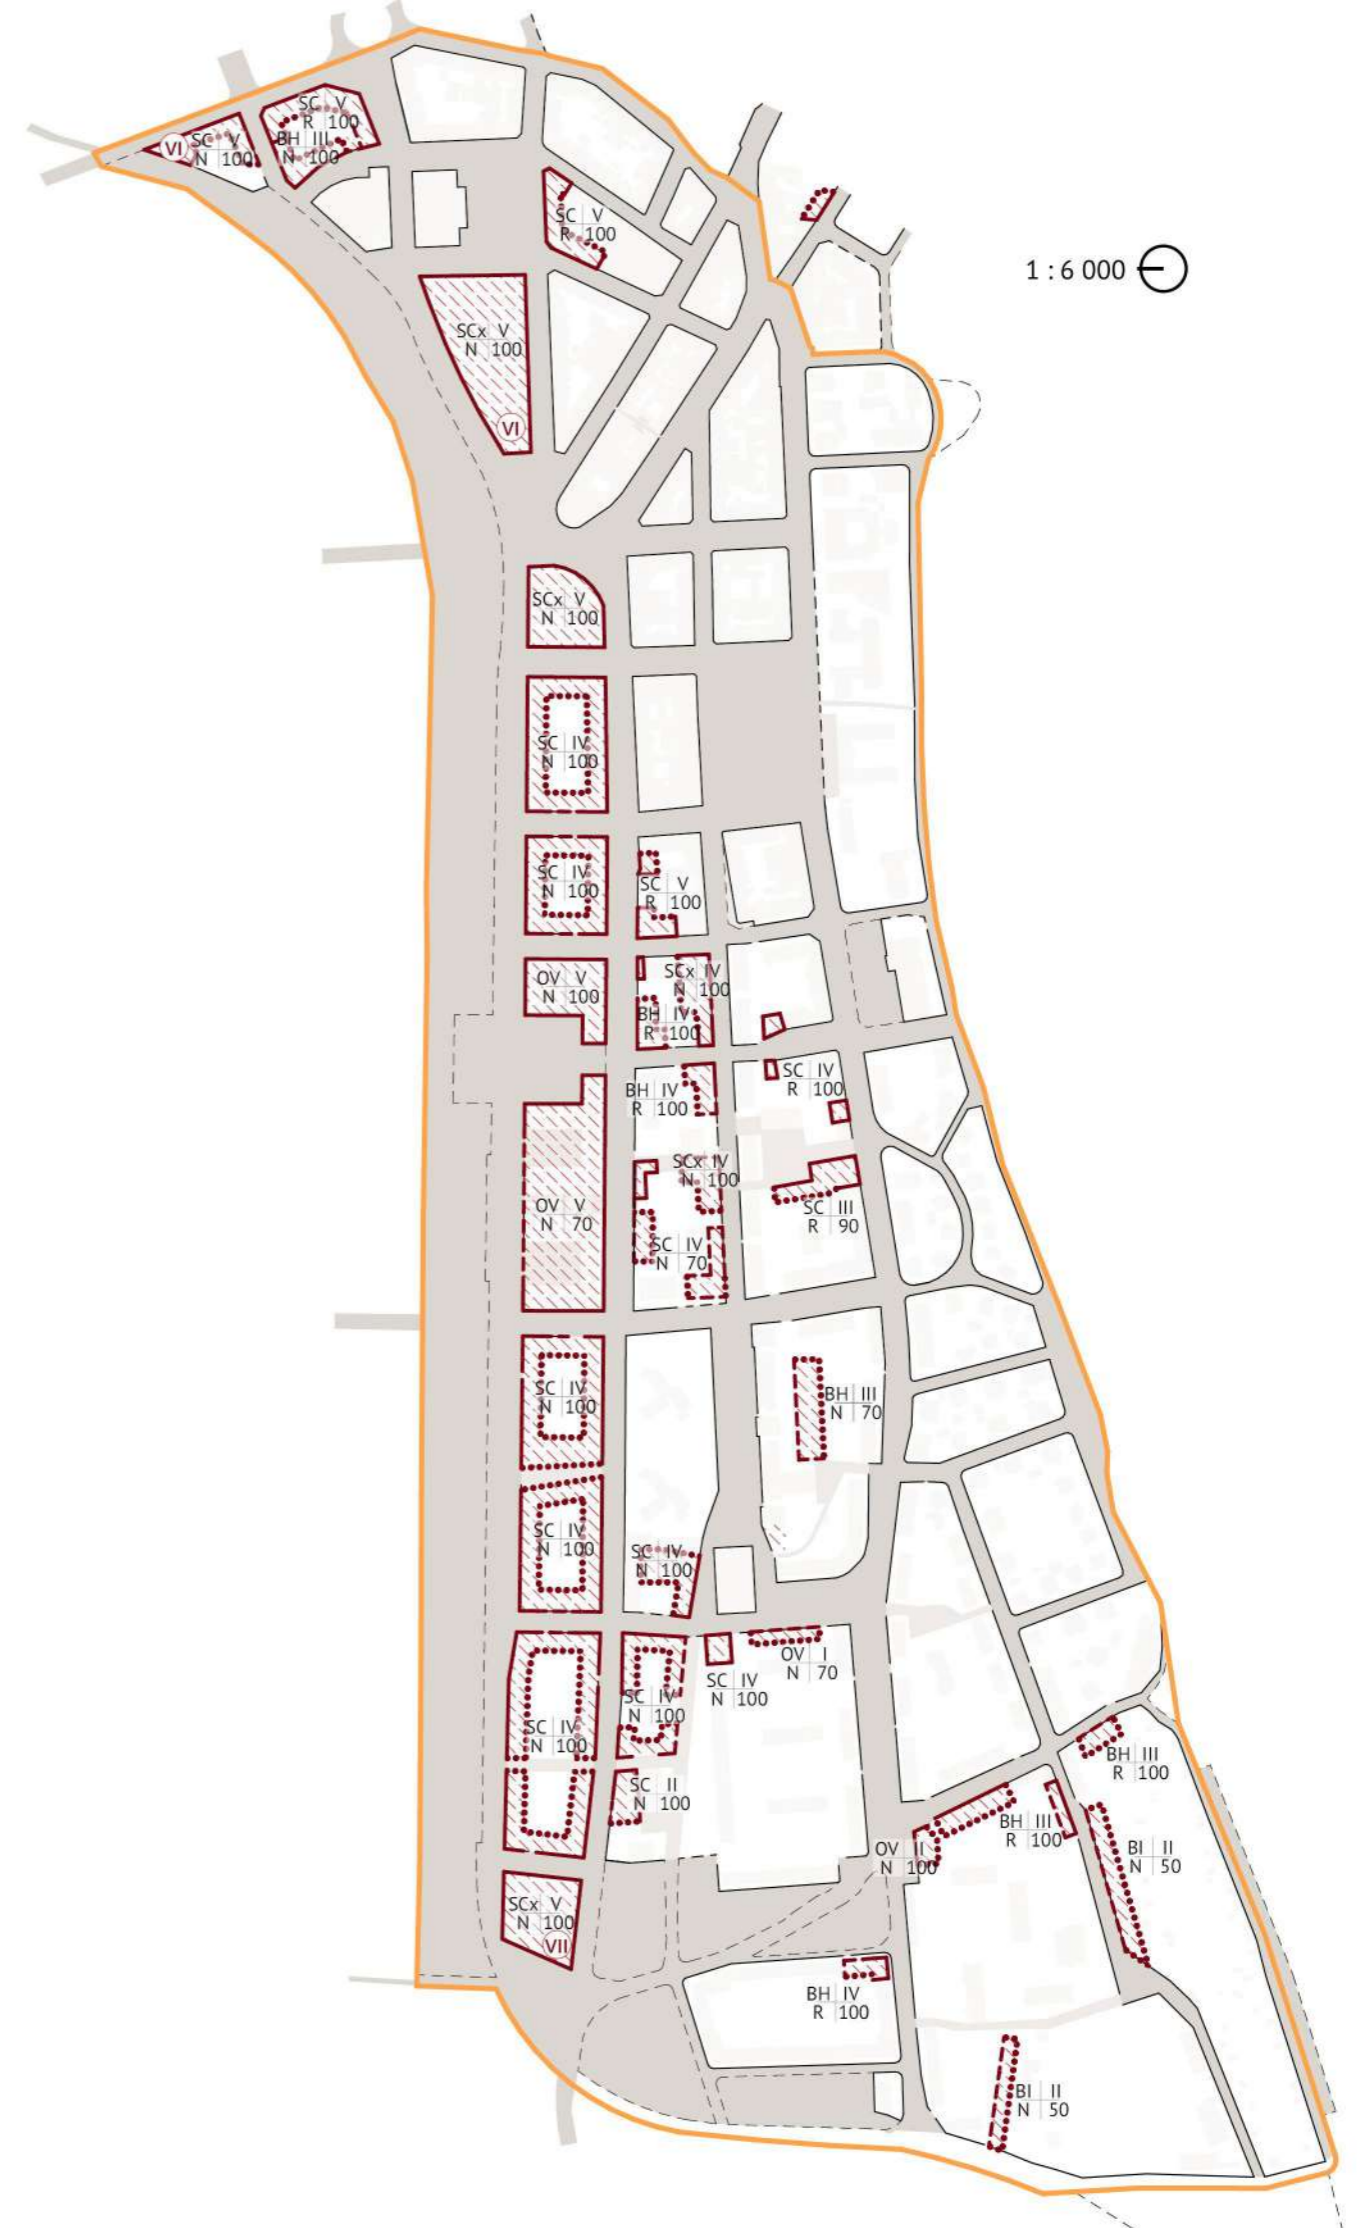 SC V
R 100
VI
SC V
N 100
BH III
N 100
SC V
R 100
1 : 6 000
SCx V
N 100
VI
SCx V
N 100
SC IV
N 100
SC IV
N 100
SC V
R 100
OV V
N 100
SCx IV
N 100
BH IV
R 100
SC IV
R 100
BH IV
R 100
SCx IV
N 100
OV V
N 70
SC III
R 90
SC IV
N 70
SC IV
N 100
BH III
N 70
SC IV
N 100
SC IV
N 100
OV I
N 70
SC IV
N 100
SC IV
N 100
SC IV
N 100
BH III
R 100
SC II
N 100
BH III
R 100
OV II
N 100
BI II
N 50
SCx V
N 100
VII
BH IV
R 100
BI II
N 50